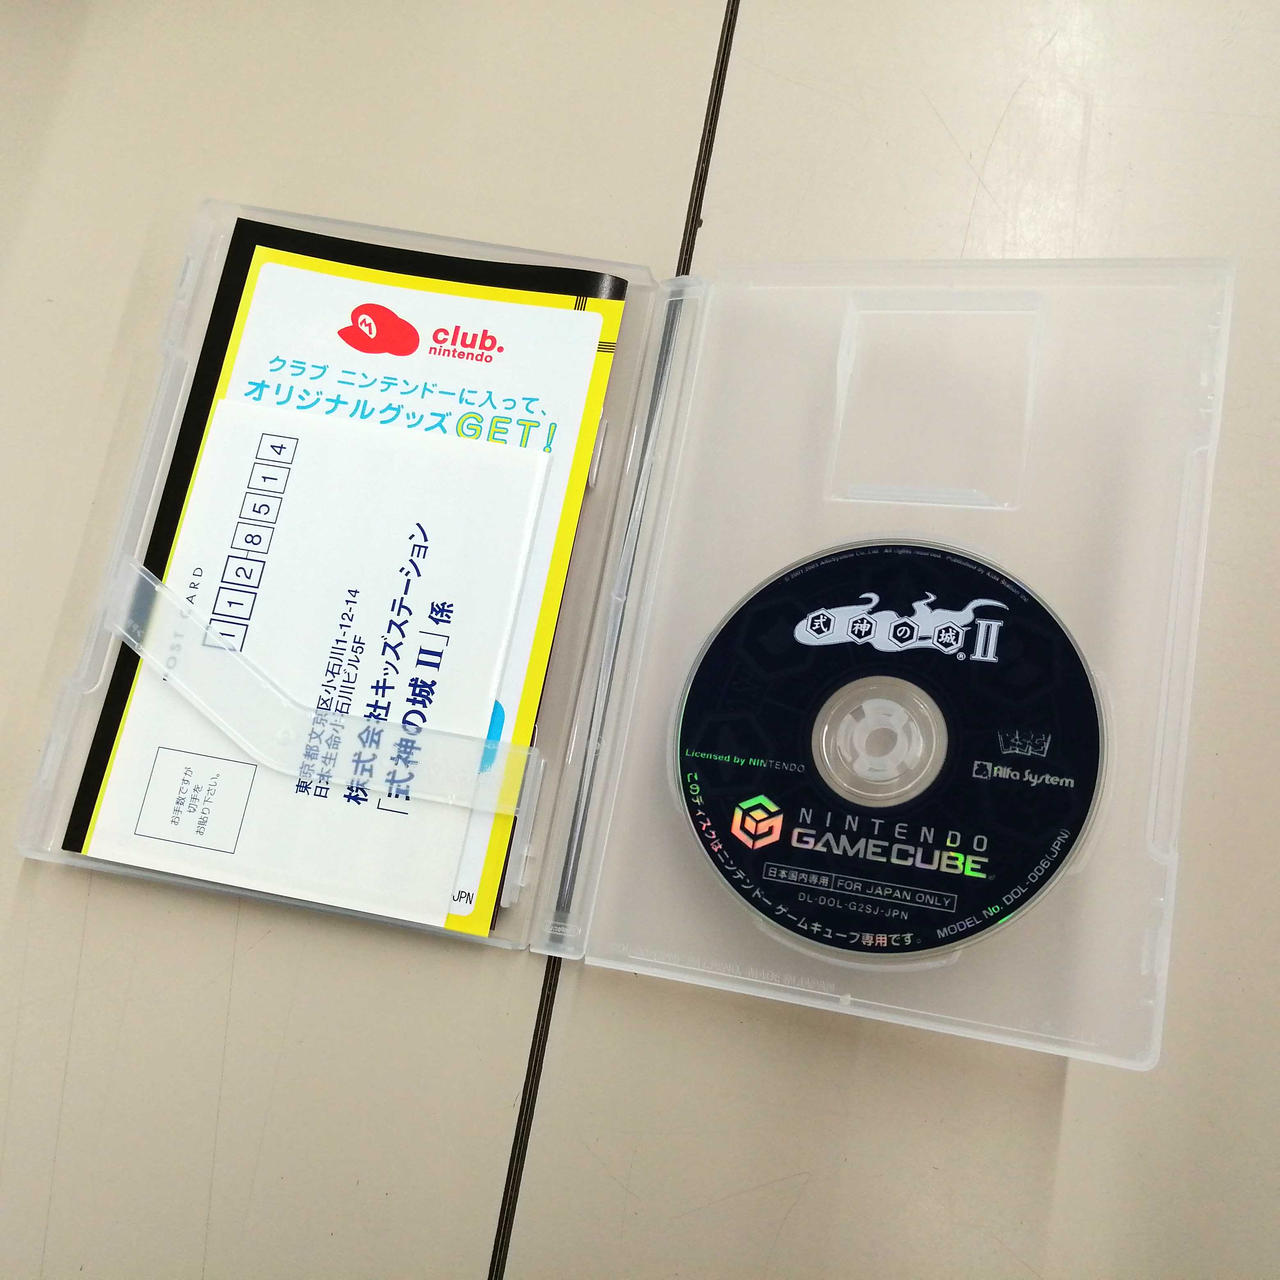 club.
nintendo
クラブ ニンテンドーに入って、
オリジナルグッズGET!
POST CARD
1128514
東京都文京区小石川1-12-14
日本生命小石川ビル5F
株式会社キッズステーション
「式神の城 II」係
お手数ですが
切手を
お貼り下さい。
JPN
式神の城 II
Licensed by NINTENDO
Alfa System
NINTENDO
GAMECUBE
日本国内専用 FOR JAPAN ONLY
DL-DOL-G2SJ-JPN
このディスクはニンテンドー ゲームキューブ専用です。
MODEL No. DOL-006(JPN)